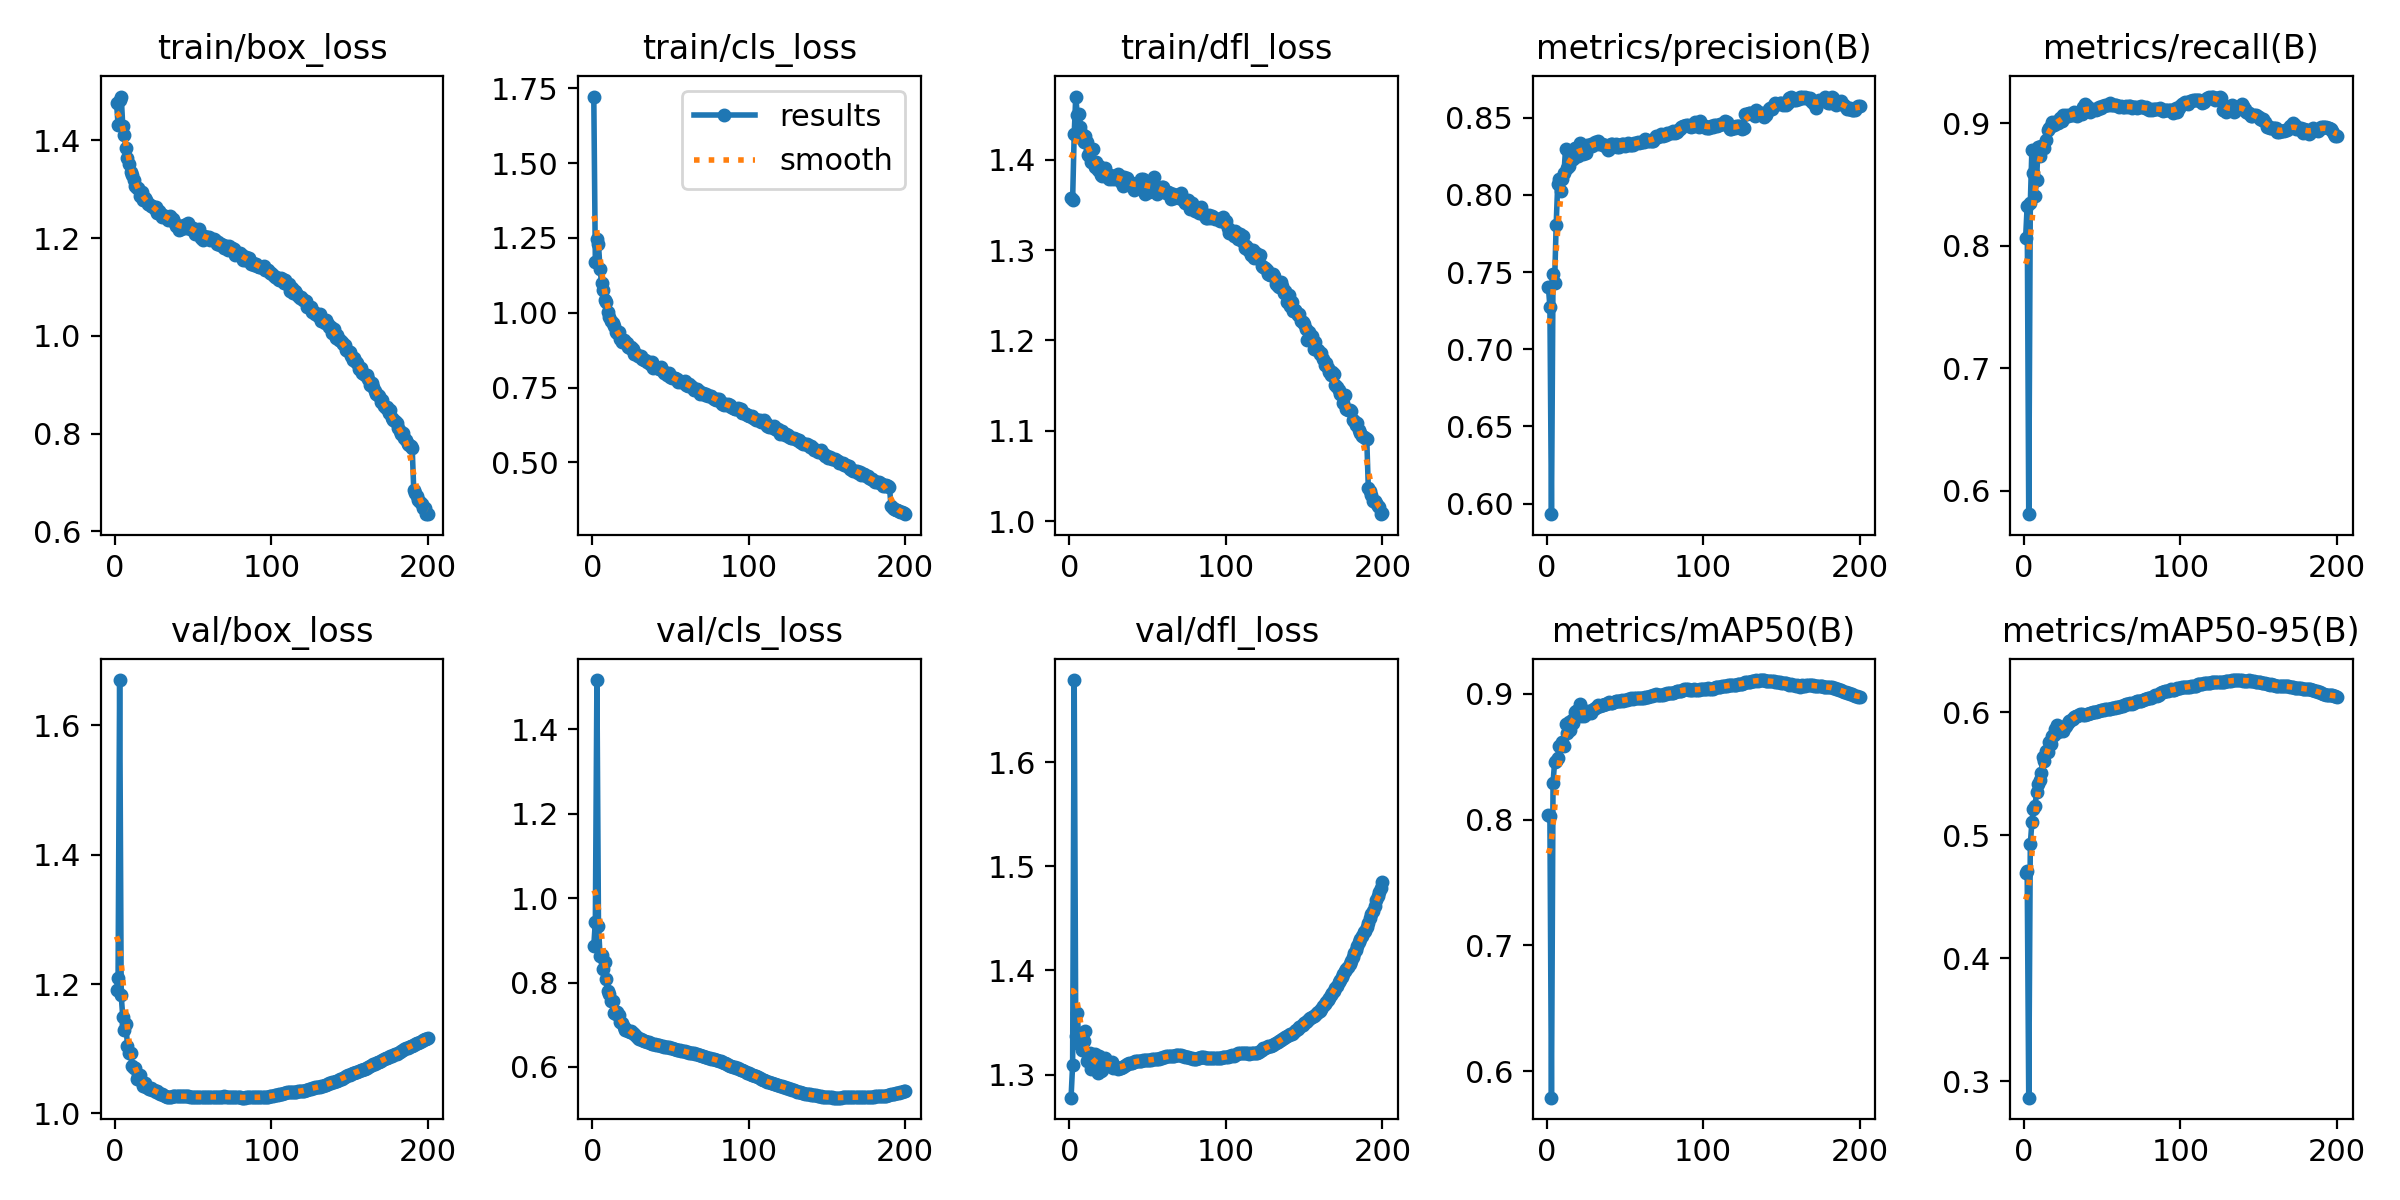 train/box_loss
1.4
1.2
1.0
0.8
0.6
0 100 200
train/cls_loss
results
smooth
1.75
1.50
1.25
1.00
0.75
0.50
0 100 200
train/dfl_loss
1.4
1.3
1.2
1.1
1.0
0 100 200
metrics/precision(B)
0.85
0.80
0.75
0.70
0.65
0.60
0 100 200
metrics/recall(B)
0.9
0.8
0.7
0.6
0 100 200
val/box_loss
1.6
1.4
1.2
1.0
0 100 200
val/cls_loss
1.4
1.2
1.0
0.8
0.6
0 100 200
val/dfl_loss
1.6
1.5
1.4
1.3
0 100 200
metrics/mAP50(B)
0.9
0.8
0.7
0.6
0 100 200
metrics/mAP50-95(B)
0.6
0.5
0.4
0.3
0 100 200